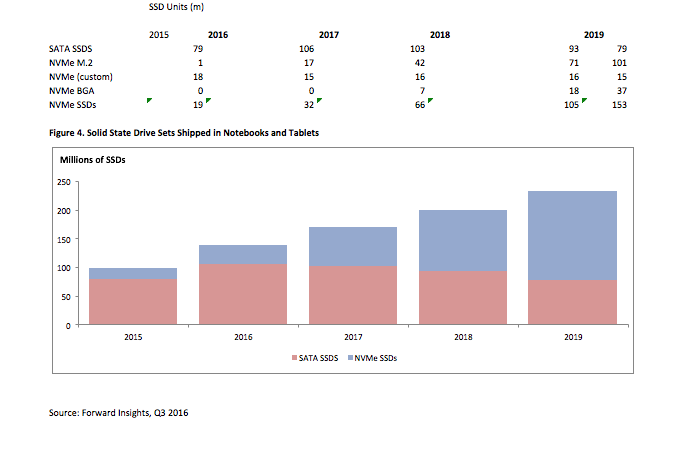 SSD Units (m)
2015 2016 2017 2018 2019
SATA SSDS 79 106 103 93 79
NVMe M.2 1 17 42 71 101
NVMe (custom) 18 15 16 16 15
NVMe BGA 0 0 7 18 37
NVMe SSDs 19 32 66 105 153
Figure 4. Solid State Drive Sets Shipped in Notebooks and Tablets
Millions of SSDs
250
200
150
100
50
0
2015 2016 2017 2018 2019
SATA SSDS NVMe SSDs
Source: Forward Insights, Q3 2016